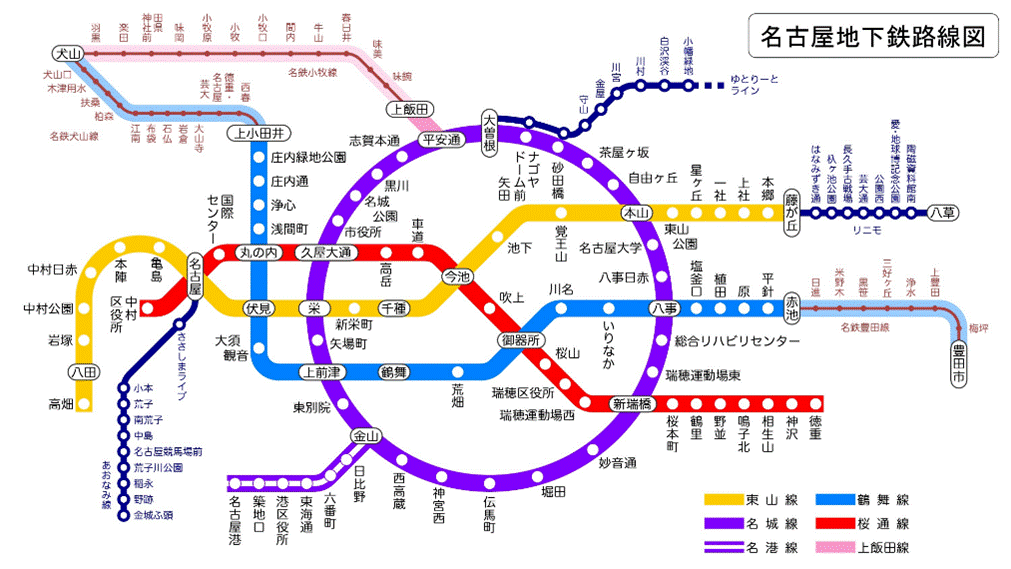 名古屋地下鉄路線図
犬山
羽黒
楽田
田県神社前
味岡
小牧原
小牧
小牧口
間内
牛山
春日井
味美
味鋺
上飯田
名鉄小牧線
犬山口
木津用水
扶桑
柏森
江南
布袋
石仏
岩倉
大山寺
徳重・名古屋芸大
西春
名鉄犬山線
上小田井
庄内緑地公園
庄内通
浄心
浅間町
丸の内
伏見
大須観音
上前津
鶴舞
荒畑
御器所
川名
いりなか
八事
塩釜口
植田
原
平針
赤池
日進
米野木
黒笹
三好ヶ丘
浄水
上豊田
梅坪
豊田市
名鉄豊田線
平安通
志賀本通
黒川
名城公園
市役所
久屋大通
栄
矢場町
東別院
金山
西高蔵
神宮西
伝馬町
堀田
妙音通
新瑞橋
瑞穂運動場東
総合リハビリセンター
八事日赤
名古屋大学
本山
自由ヶ丘
茶屋ヶ坂
砂田橋
ナゴヤドーム前矢田
大曽根
守山
金屋
川宮
川村
白沢渓谷
小幡緑地
ゆとりーとライン
高畑
八田
岩塚
中村公園
中村日赤
本陣
亀島
名古屋
新栄町
千種
今池
池下
覚王山
東山公園
星ヶ丘
一社
上社
本郷
藤が丘
はなみずき通
杁ヶ池公園
長久手古戦場
芸大通
公園西
愛・地球博記念公園
陶磁資料館南
八草
リニモ
中村区役所
国際センター
高岳
車道
吹上
桜山
瑞穂区役所
瑞穂運動場西
桜本町
鶴里
野並
鳴子北
相生山
神沢
徳重
ささしまライブ
小本
荒子
南荒子
中島
名古屋競馬場前
荒子川公園
稲永
野跡
金城ふ頭
あおなみ線
日比野
六番町
東海通
港区役所
築地口
名古屋港
東山線
鶴舞線
名城線
桜通線
名港線
上飯田線